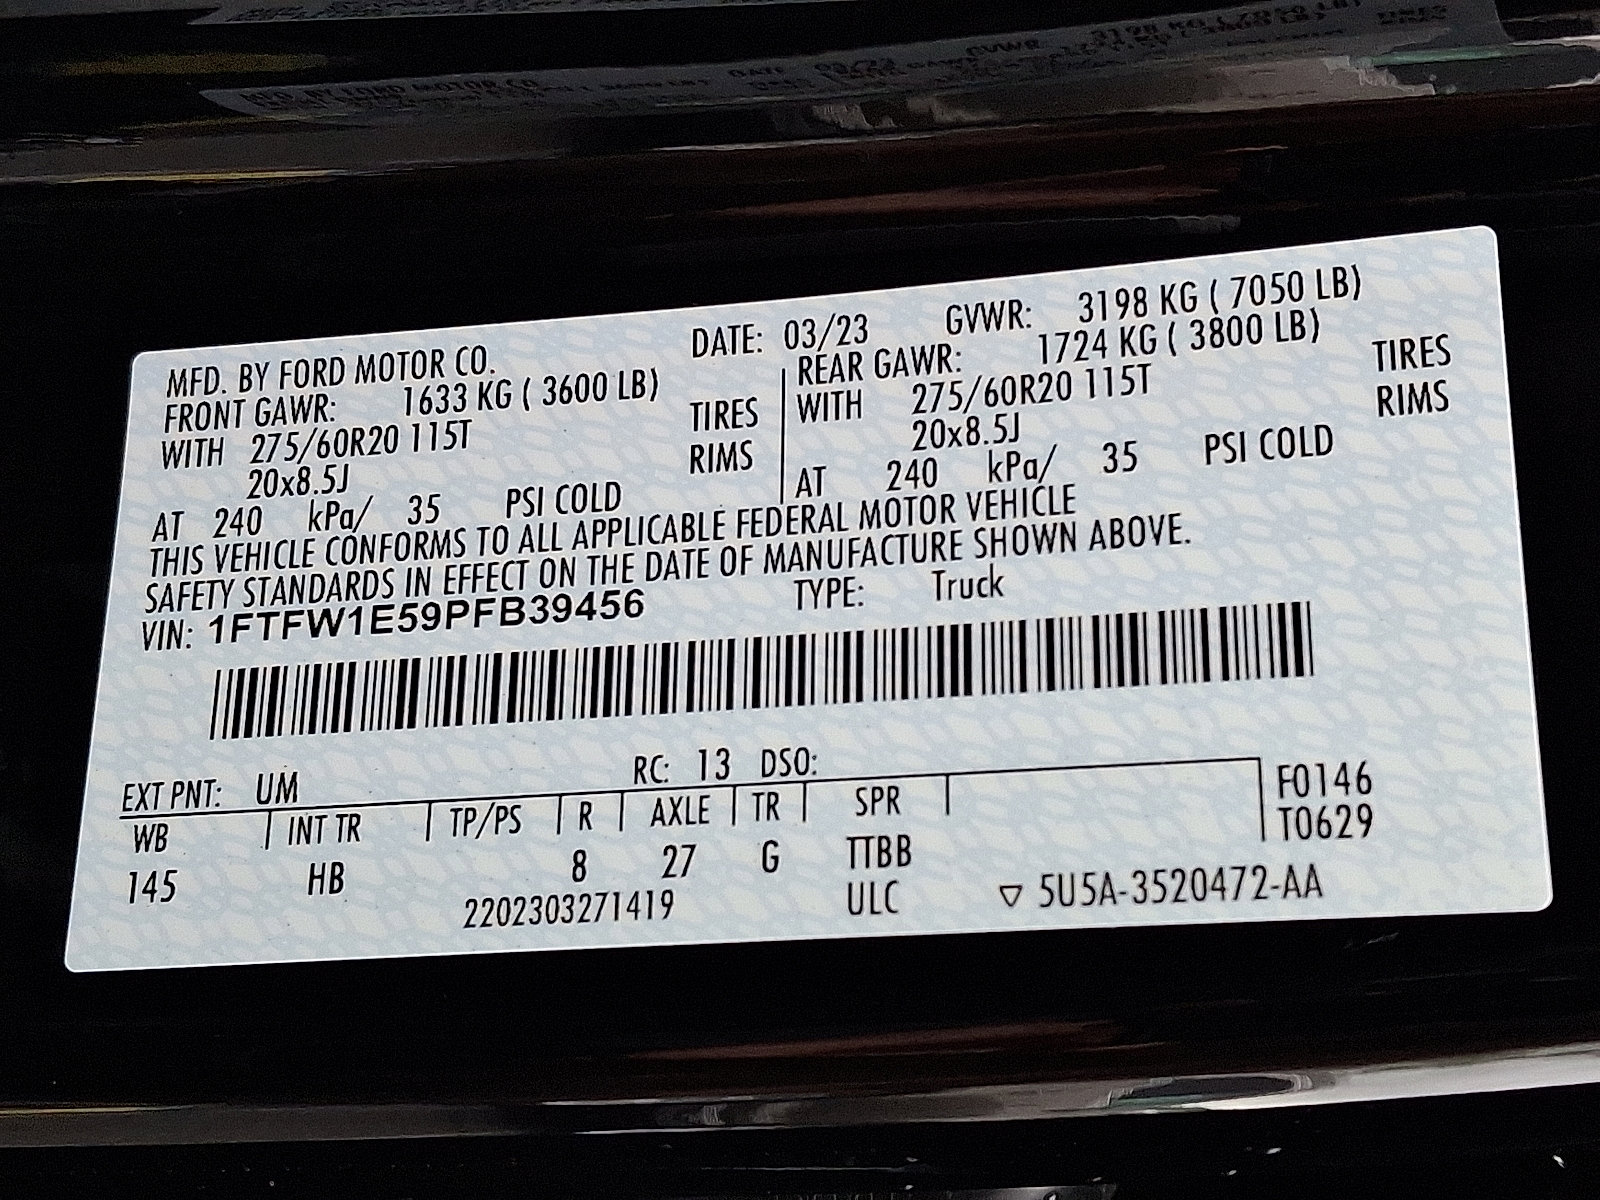 MFD. BY FORD MOTOR CO. DATE: 03/23 GVWR: 3198 KG ( 7050 LB)
FRONT GAWR: 1633 KG ( 3600 LB) REAR GAWR: 1724 KG ( 3800 LB)
WITH 275/60R20 115T TIRES WITH 275/60R20 115T TIRES
20x8.5J RIMS 20x8.5J RIMS
AT 240 kPa/ 35 PSI COLD AT 240 kPa/ 35 PSI COLD
THIS VEHICLE CONFORMS TO ALL APPLICABLE FEDERAL MOTOR VEHICLE
SAFETY STANDARDS IN EFFECT ON THE DATE OF MANUFACTURE SHOWN ABOVE.
VIN: 1FTFW1E59PFB39456 TYPE: Truck
EXT PNT: UM RC: 13 DSO:
WB INT TR TP/PS R AXLE TR SPR F0146
145 HB 8 27 G TTBB T0629
2202303271419 ULC ▽ 5U5A-3520472-AA